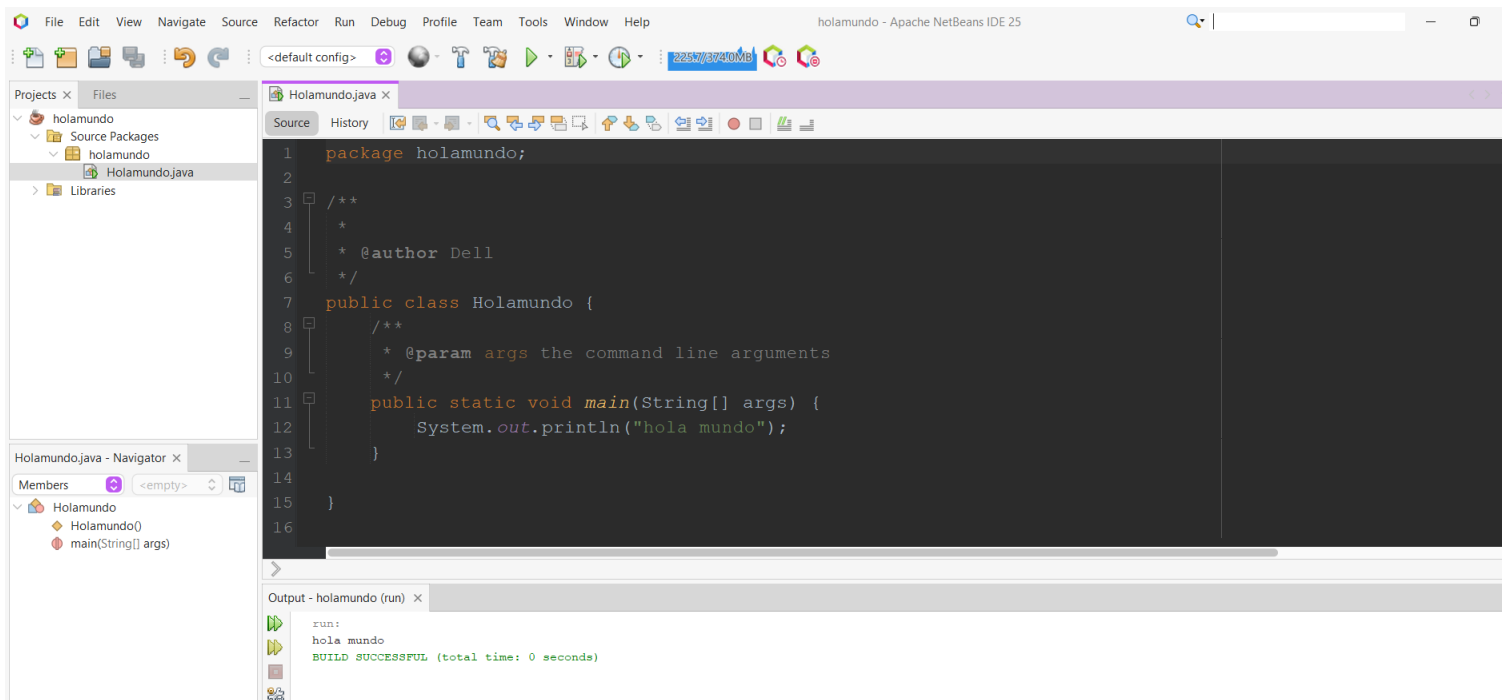 File Edit View Navigate Source Refactor Run Debug Profile Team Tools Window Help holamundo - Apache NetBeans IDE 25
<default config> 225.7/374.0MB
Projects Files
holamundo
Source Packages
holamundo
Holamundo.java
Libraries
Holamundo.java - Navigator
Members <empty>
Holamundo
Holamundo()
main(String[] args)
Holamundo.java
Source History
1 package holamundo;
2
3 /**
4 *
5 * @author Dell
6 */
7 public class Holamundo {
8 /**
9 * @param args the command line arguments
10 */
11 public static void main(String[] args) {
12 System.out.println("hola mundo");
13 }
14
15 }
16
Output - holamundo (run)
run:
hola mundo
BUILD SUCCESSFUL (total time: 0 seconds)